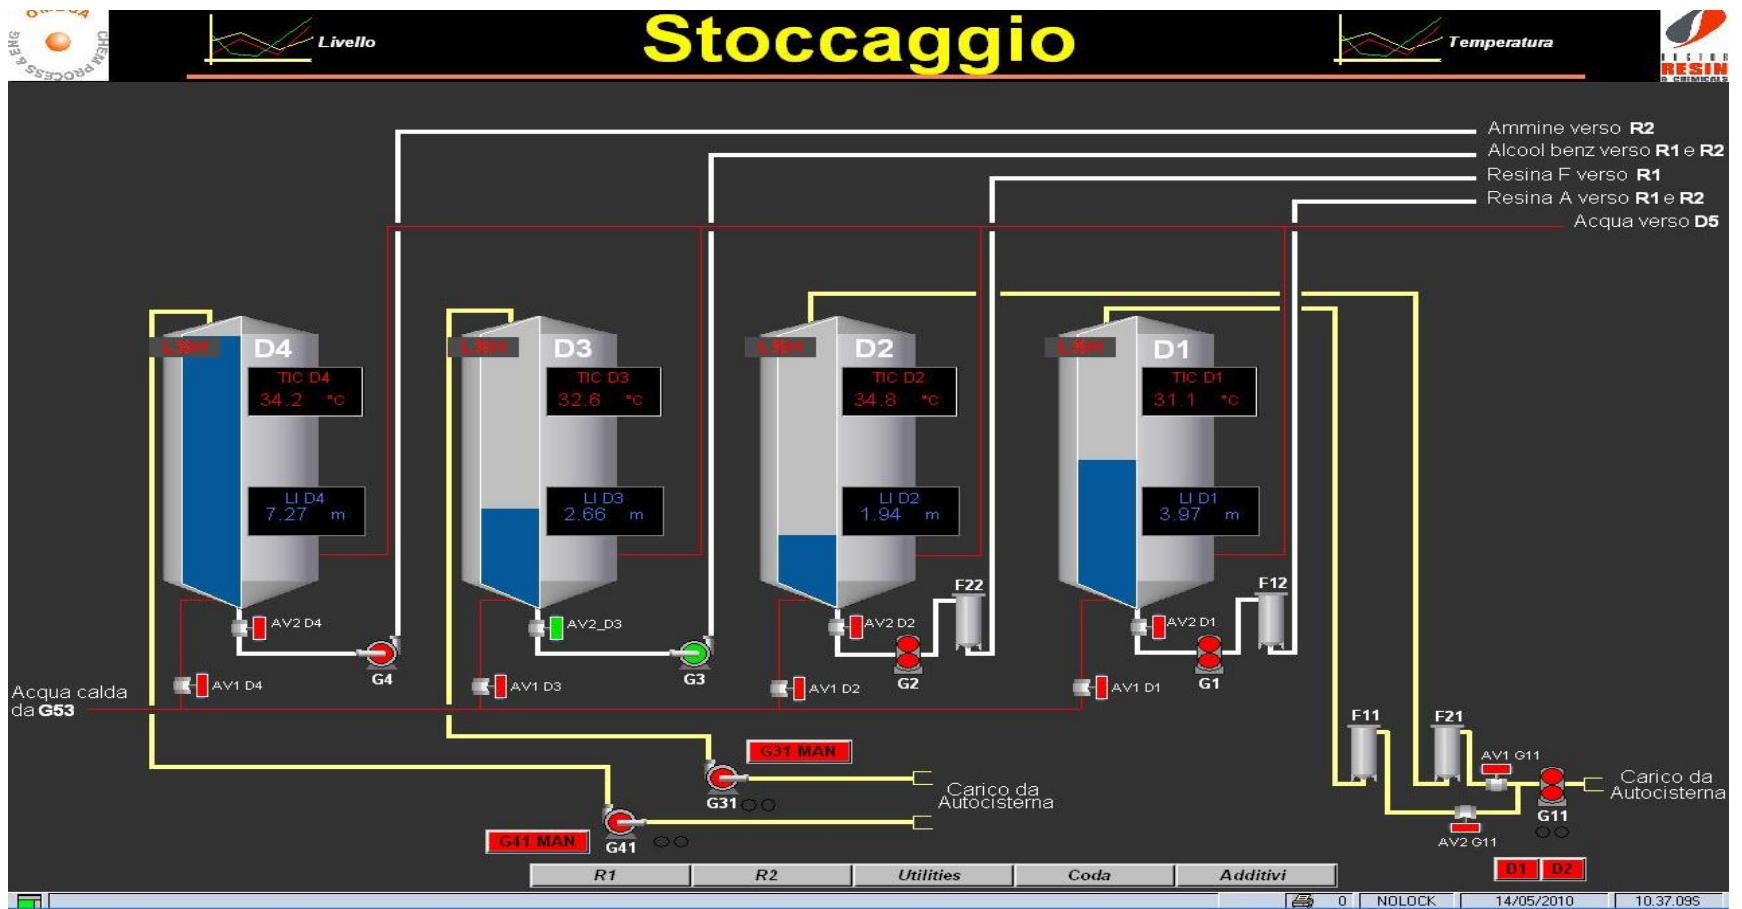 OMEGA
CHEM PROCESS & ENG
Livello
Stoccaggio
Temperatura
RESIN
& CHEMICALS
Ammine verso R2
Alcool benz verso R1 e R2
Resina F verso R1
Resina A verso R1 e R2
Acqua verso D5
D4
D3
D2
D1
TIC D4
34.2 °C
TIC D3
32.6 °C
TIC D2
34.8 °C
TIC D1
31.1 °C
LI D4
7.27 m
LI D3
2.66 m
LI D2
1.94 m
LI D1
3.97 m
F22
F12
AV2 D4
AV2_D3
AV2 D2
AV2 D1
G4
G3
G2
G1
AV1 D4
AV1 D3
AV1 D2
AV1 D1
Acqua calda
da G53
F11
F21
G31 MAN
AV1 G11
G31
Carico da
Autocisterna
Carico da
Autocisterna
G11
G41 MAN
G41
AV2 G11
D1
D2
R1
R2
Utilities
Coda
Additivi
0
NOLOCK
14/05/2010
10.37.09S